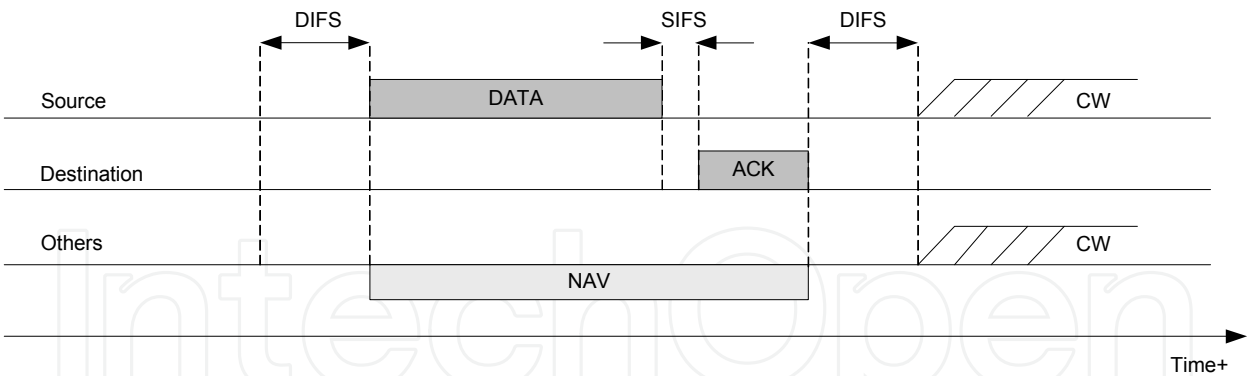 DIFS SIFS DIFS
Source DATA CW
Destination ACK
Others CW
NAV
IntechOpen
Time+